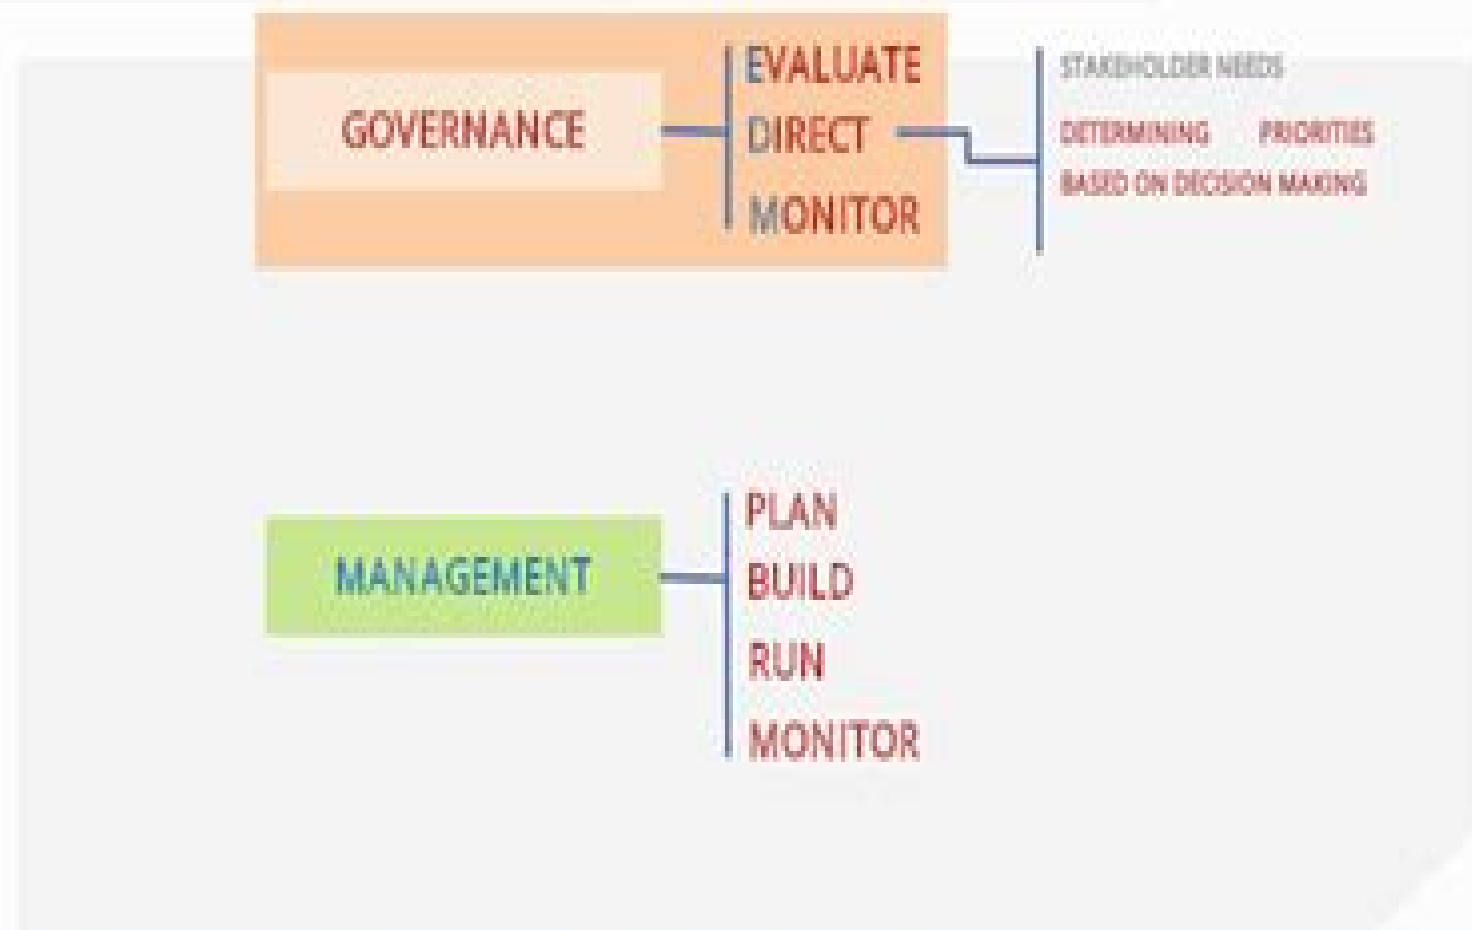 GOVERNANCE
EVALUATE
DIRECT
MONITOR
STAKEHOLDER NEEDS
DETERMINING PRIORITIES
BASED ON DECISION MAKING
MANAGEMENT
PLAN
BUILD
RUN
MONITOR